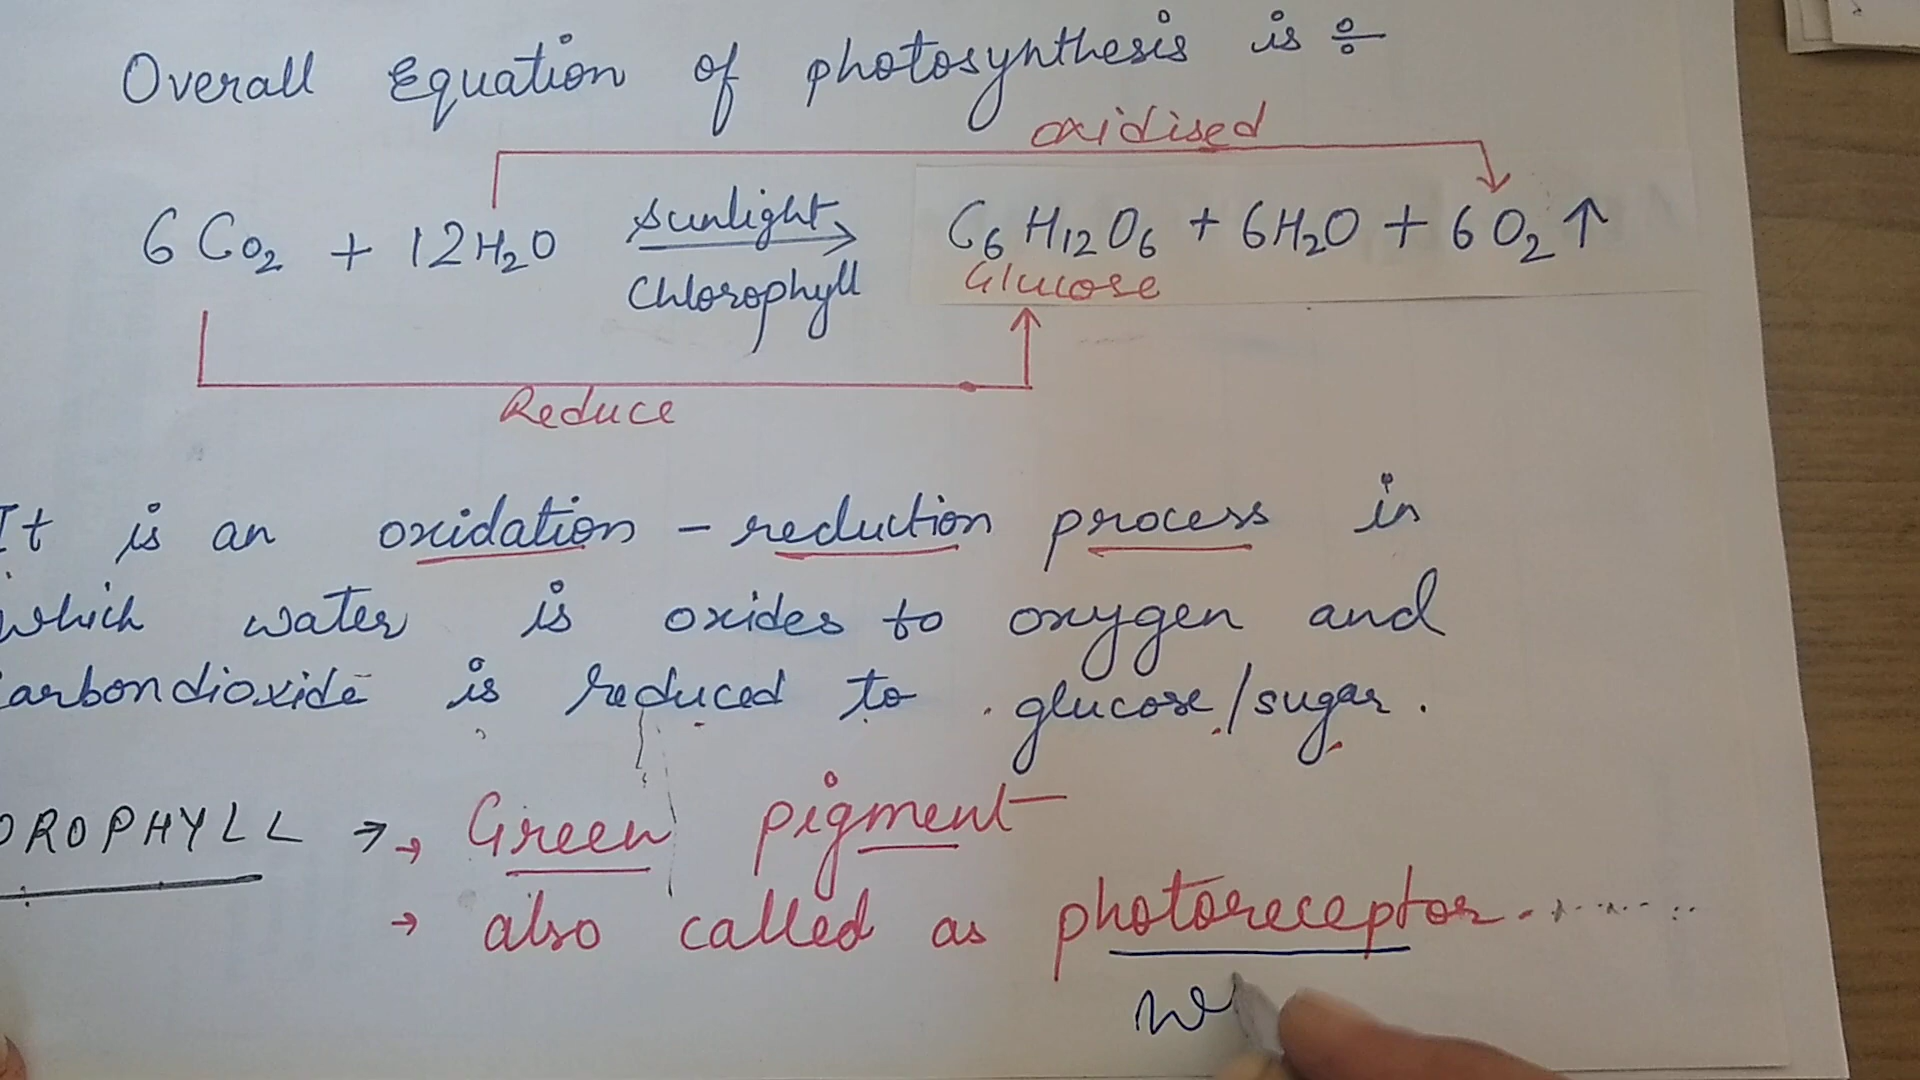 Overall Equation of photosynthesis is ÷
oxidised
6CO2 + 12H2O Sunlight Chlorophyll → C6H12O6 + 6H2O + 6O2 ↑
Glucose
Reduce
It is an oxidation - reduction process in
which water is oxides to oxygen and
arbondioxide is reduced to glucose/sugar.
OROPHYLL → → Green pigment
→ also called as photoreceptor.